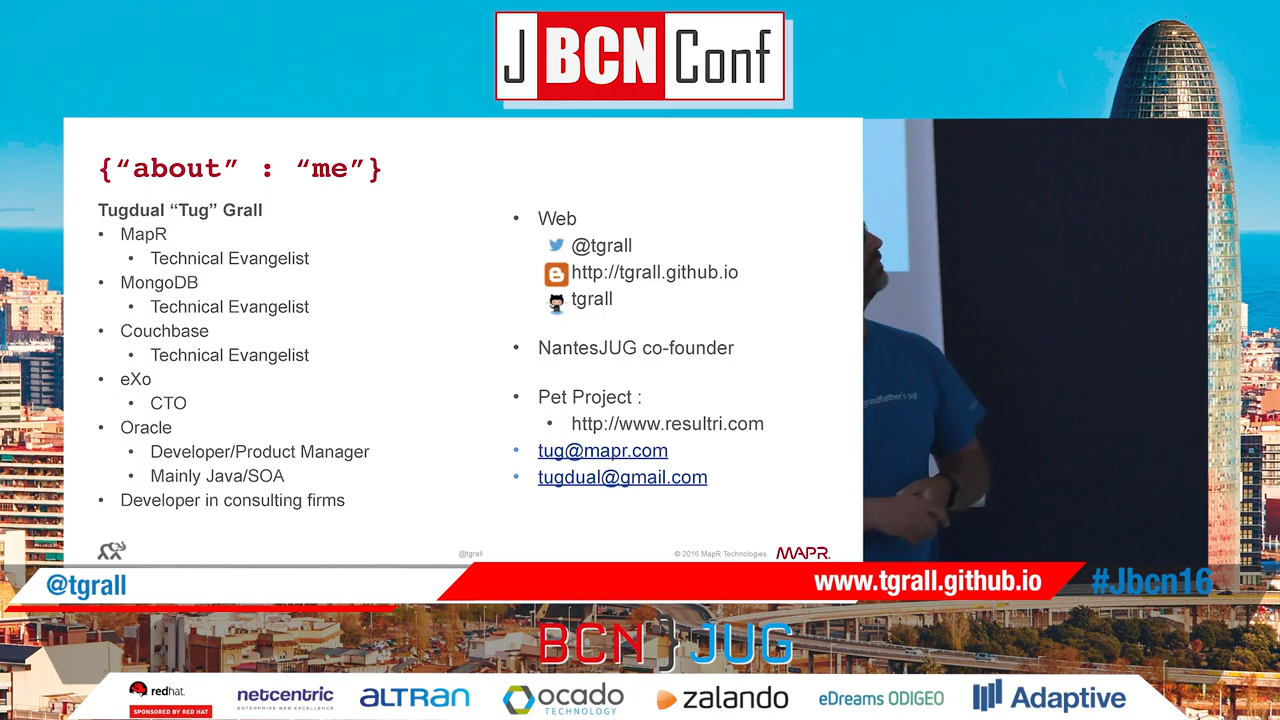 J BCN Conf
{“about” : “me”}
Tugdual “Tug” Grall
• MapR
• Technical Evangelist
• MongoDB
• Technical Evangelist
• Couchbase
• Technical Evangelist
• eXo
• CTO
• Oracle
• Developer/Product Manager
• Mainly Java/SOA
• Developer in consulting firms
• Web
@tgrall
http://tgrall.github.io
tgrall
• NantesJUG co-founder
• Pet Project :
• http://www.resultri.com
• tug@mapr.com
• tugdual@gmail.com
@tgrall
© 2016 MapR Technologies
MAPR.
@tgrall
www.tgrall.github.io
#Jbcn16
BCN JUG
redhat.
SPONSORED BY RED HAT
netcentric
ENTERPRISE WEB EXCELLENCE
ALTRAN
ocado
TECHNOLOGY
zalando
eDreams ODIGEO
Adaptive